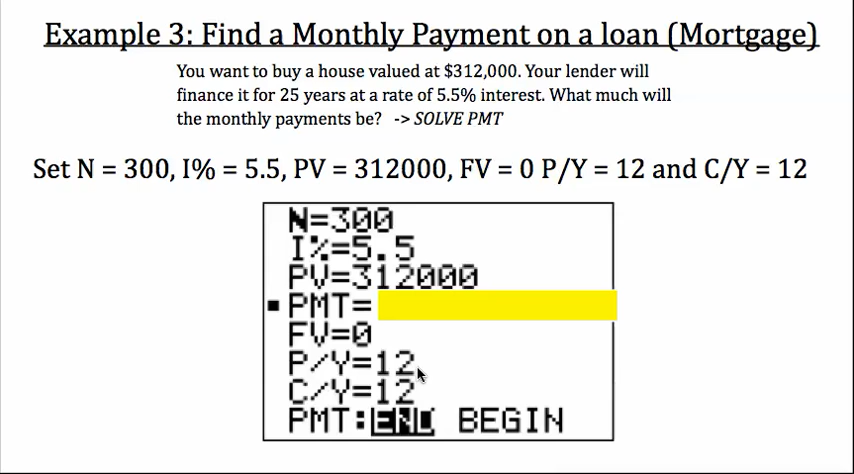 Example 3: Find a Monthly Payment on a loan (Mortgage)
You want to buy a house valued at $312,000. Your lender will
finance it for 25 years at a rate of 5.5% interest. What much will
the monthly payments be? -> SOLVE PMT
Set N = 300, I% = 5.5, PV = 312000, FV = 0 P/Y = 12 and C/Y = 12
N=300
I%=5.5
PV=312000
PMT=
FV=0
P/Y=12
C/Y=12
PMT:END BEGIN